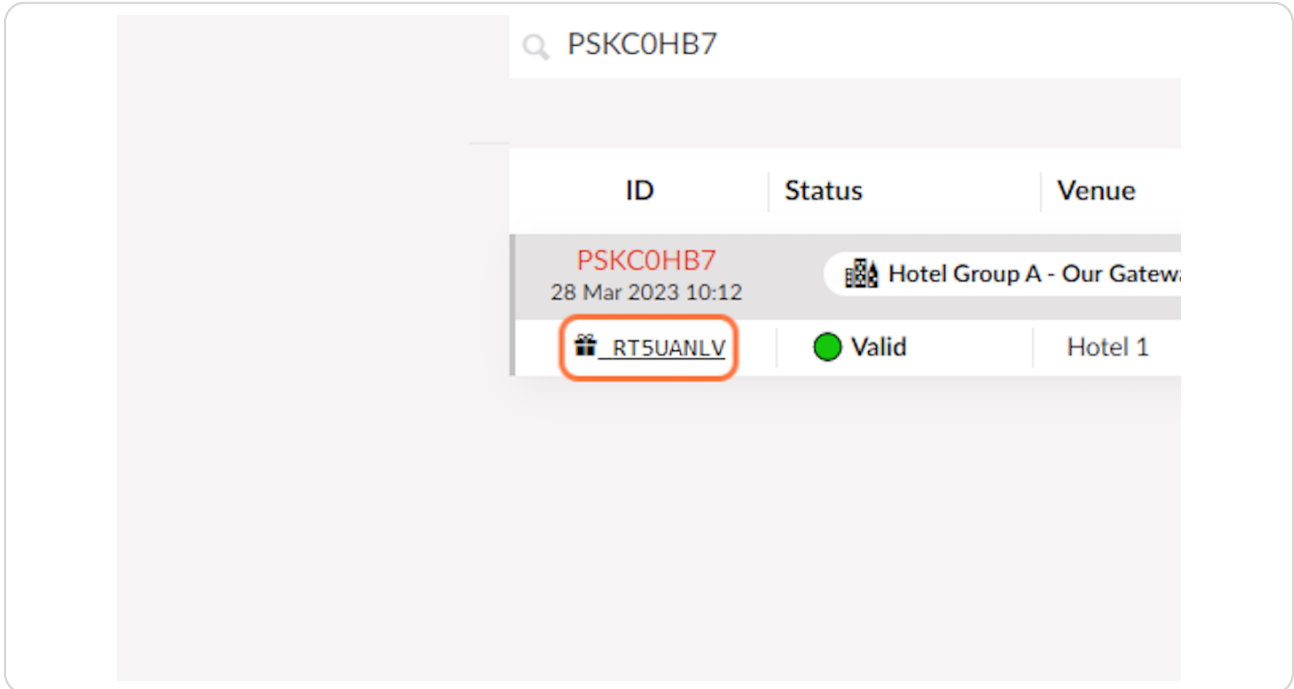 PSKC0HB7
ID Status Venue
PSKC0HB7
28 Mar 2023 10:12
Hotel Group A - Our Gatew
RT5UANLV Valid Hotel 1